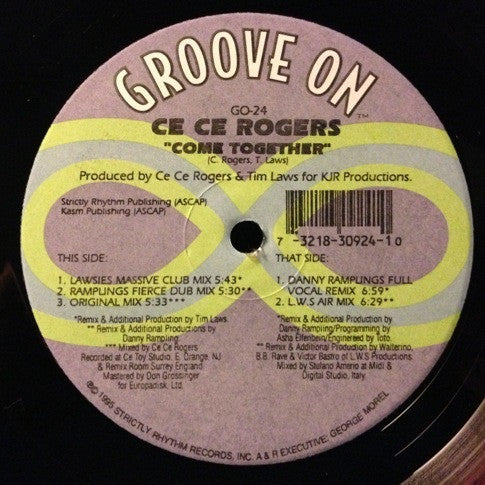 GROOVE ON™
GO-24
CE CE ROGERS
"COME TOGETHER"
(C. Rogers, T. Laws)
Produced by Ce Ce Rogers & Tim Laws for KJR Productions.
Strictly Rhythm Publishing (ASCAP)
Kasm Publishing (ASCAP)
7 -3218-30924-1 0
THIS SIDE:
1. LAWSIES MASSIVE CLUB MIX 5:43*
2. RAMPLINGS FIERCE DUB MIX 5:30**
3. ORIGINAL MIX 5:33***
*Remix & Additional Production by Tim Laws.
** Remix & Additional Productions by
Danny Rampling.
*** Mixed by Ce Ce Rogers
Recorded at Ce Toy Studio. E. Orange, NJ
& Remix Room Surrey England
Mastered by Don Grossinger
for Europadisk, Ltd.
THAT SIDE:
1. DANNY RAMPLINGS FULL
VOCAL REMIX 6:59*
2. L.W.S AIR MIX 6:29**
*Remix & Additional Production by
Danny Rampling/Programming by
Asha Elfenbein/Engineered by Toto.
** Remix & Additional Production by Walterino,
B.B. Rave & Victor Bastro of L.W.S. Productions.
Mixed by Stufano Amerio at Midi &
Digital Studio, Italy.
℗© 1995 STRICTLY RHYTHM RECORDS, INC. A & R EXECUTIVE: GEORGE MOREL